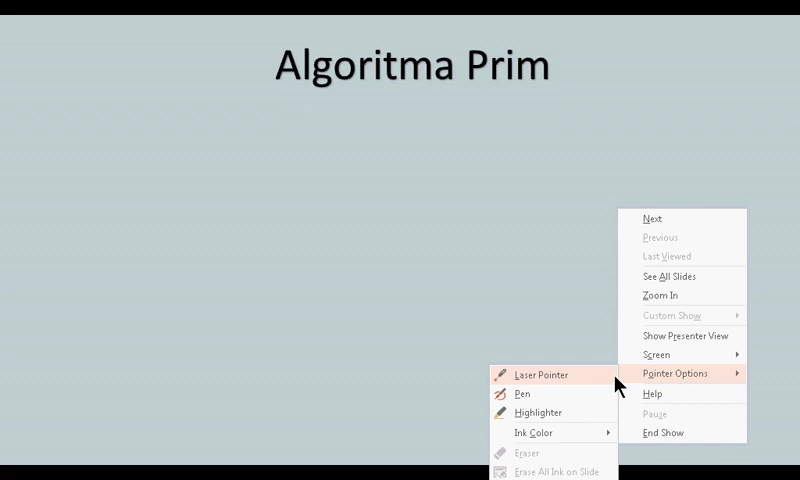 Algoritma Prim
Next
Previous
Last Viewed
See All Slides
Zoom In
Custom Show
Show Presenter View
Screen
Pointer Options
Help
Pause
End Show
Laser Pointer
Pen
Highlighter
Ink Color
Eraser
Erase All Ink on Slide